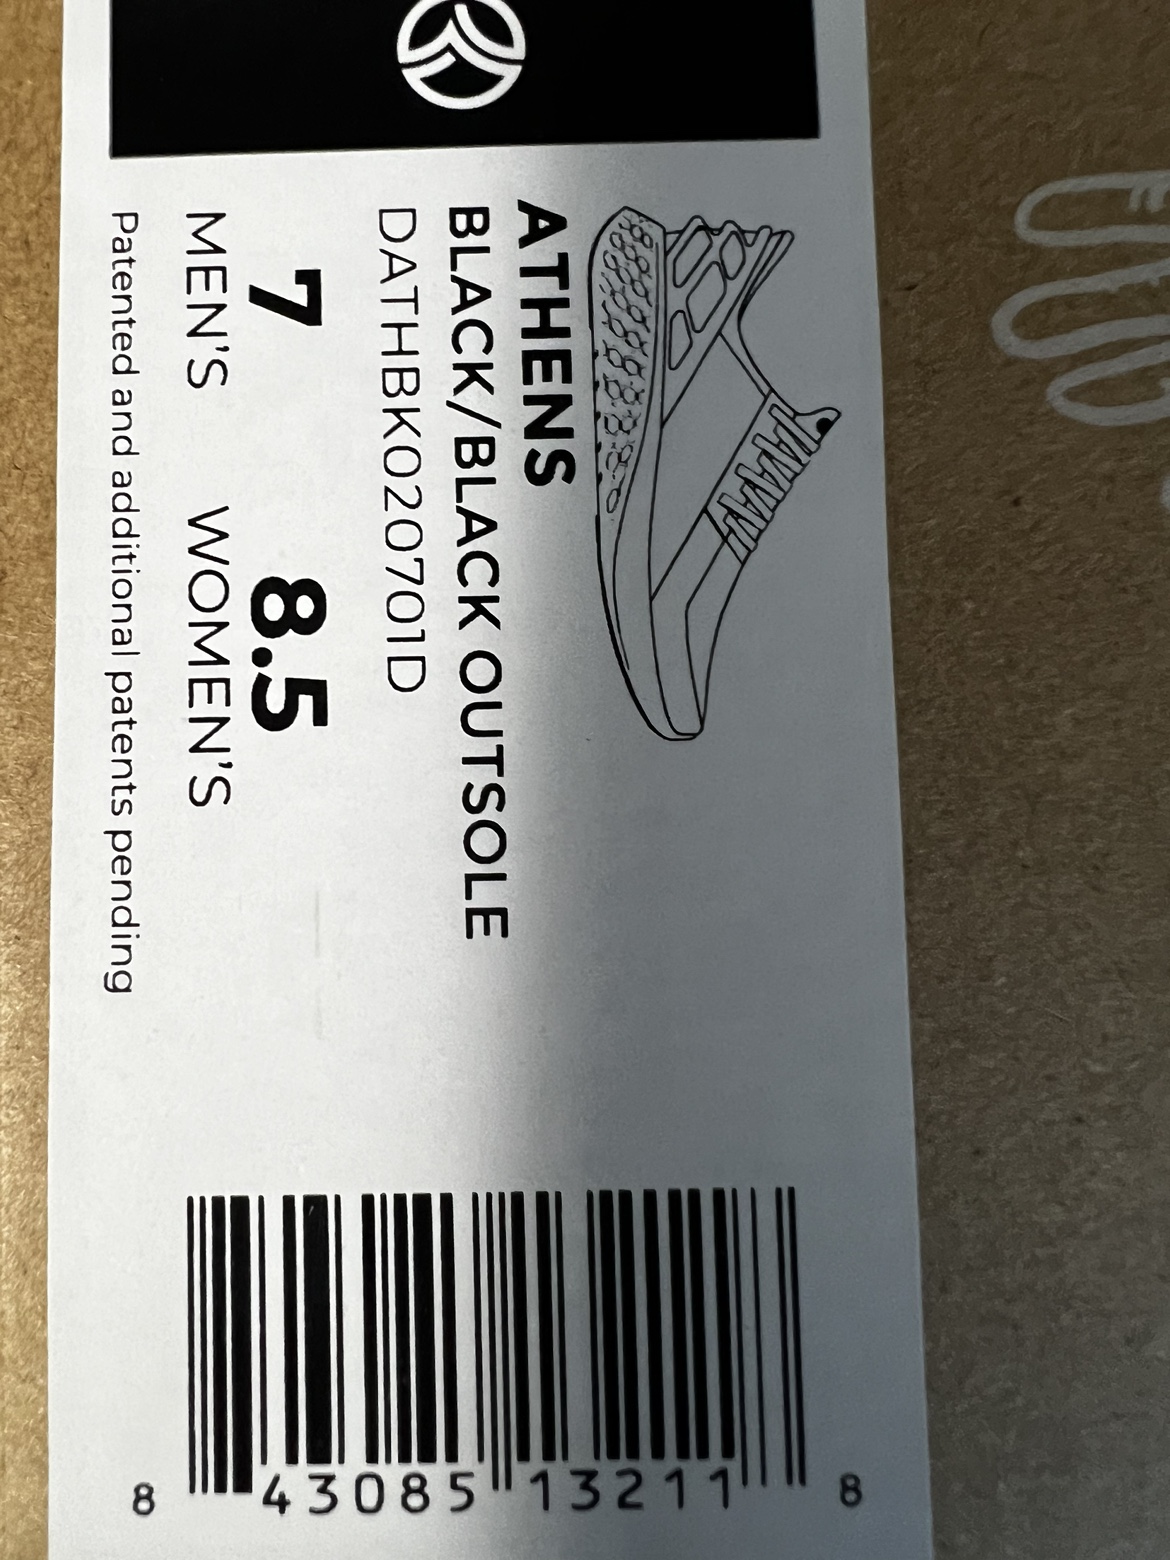 ATHENS
BLACK/BLACK OUTSOLE
DATHBK020701D
7 8.5
MEN'S WOMEN'S
Patented and additional patents pending
8 43085 13211 8